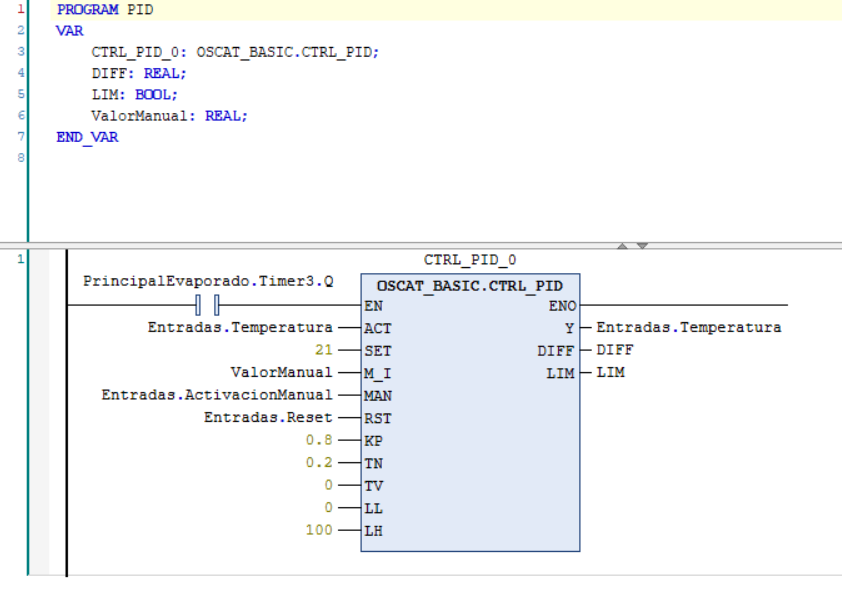 1 PROGRAM PID
2 VAR
3 CTRL_PID_0: OSCAT_BASIC.CTRL_PID;
4 DIFF: REAL;
5 LIM: BOOL;
6 ValorManual: REAL;
7 END_VAR
8
1 CTRL_PID_0
PrincipalEvaporado.Timer3.Q OSCAT_BASIC.CTRL_PID
EN ENO
Entradas.Temperatura ACT Y Entradas.Temperatura
21 SET DIFF DIFF
ValorManual M_I LIM LIM
Entradas.ActivacionManual MAN
Entradas.Reset RST
0.8 KP
0.2 TN
0 TV
0 LL
100 LH